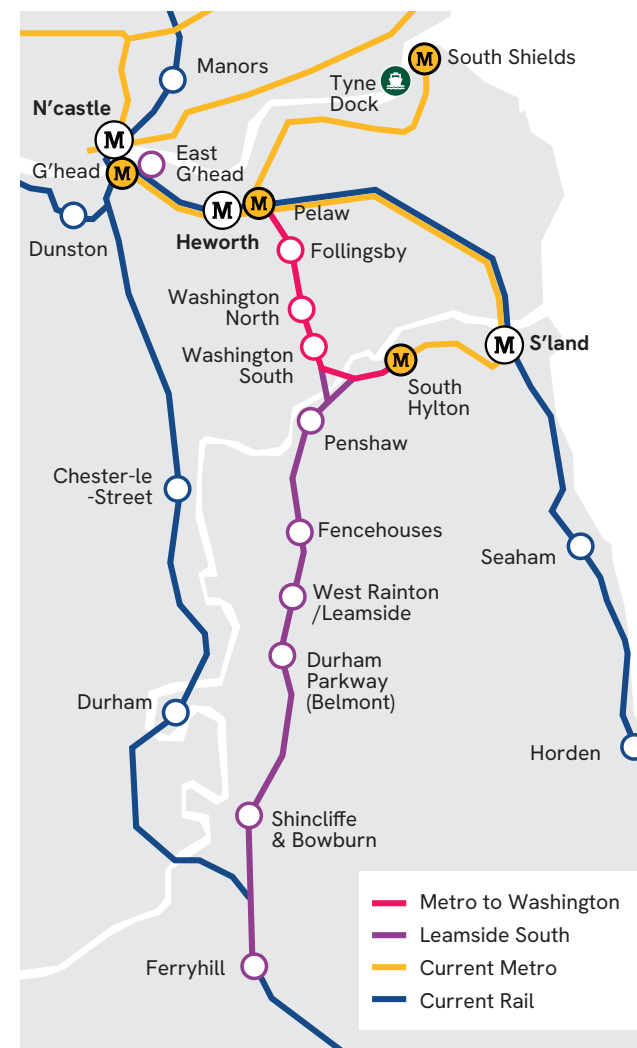 Manors
South Shields
Tyne
Dock
M
N'castle
M
G'head
M
East
G'head
M
Heworth
M
Pelaw
Dunston
Follingsby
Washington
North
Washington
South
M
South
Hylton
M
S'land
Penshaw
Chester-le
-Street
Fencehouses
Seaham
West Rainton
/Leamside
Durham
Parkway
(Belmont)
Durham
Horden
Shincliffe
& Bowburn
Ferryhill
Metro to Washington
Leamside South
Current Metro
Current Rail